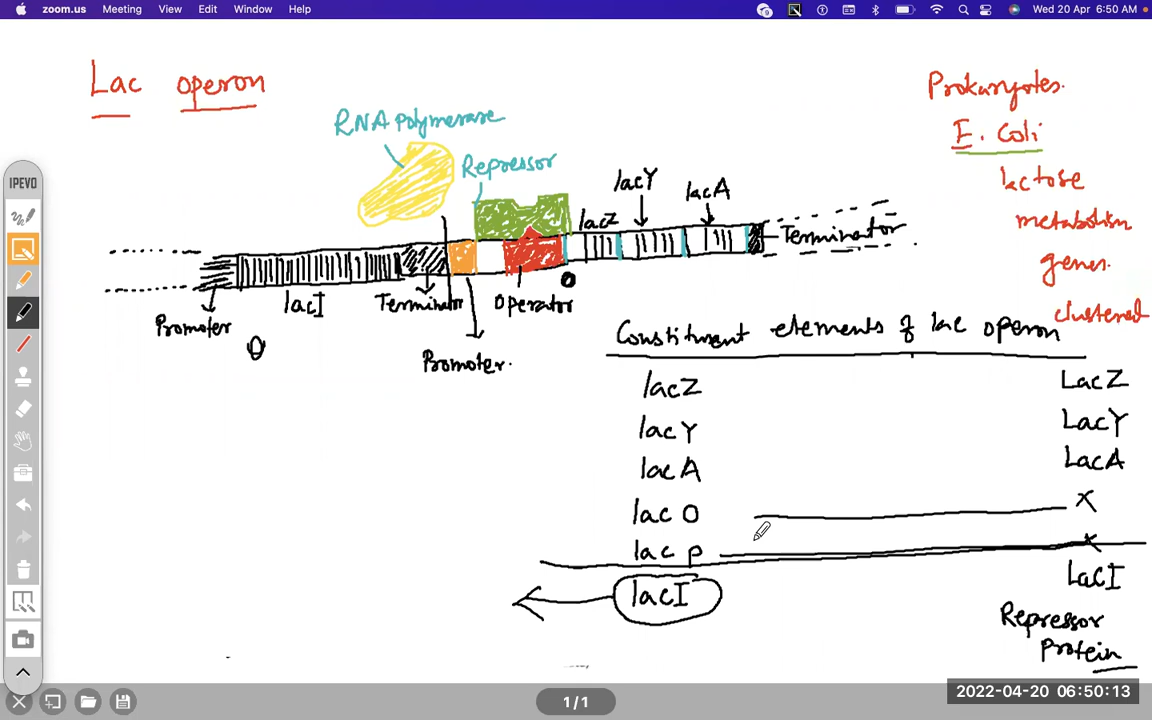 zoom.us Meeting View Edit Window Help
Wed 20 Apr 6:50 AM
Lac operon
Prokaryotes.
E. Coli
lactose
metabolism
genes.
clustered
RNA polymerase
Repressor
lacZ
lacY
lacA
Terminator
IPEVO
Promoter
lacI
Terminator
Operator
Promoter.
Constituent elements of lac operon
lacZ LacZ
lacY LacY
lacA LacA
lac O X
lac P X
lacI LacI
Repressor
Protein
1/1
2022-04-20 06:50:13